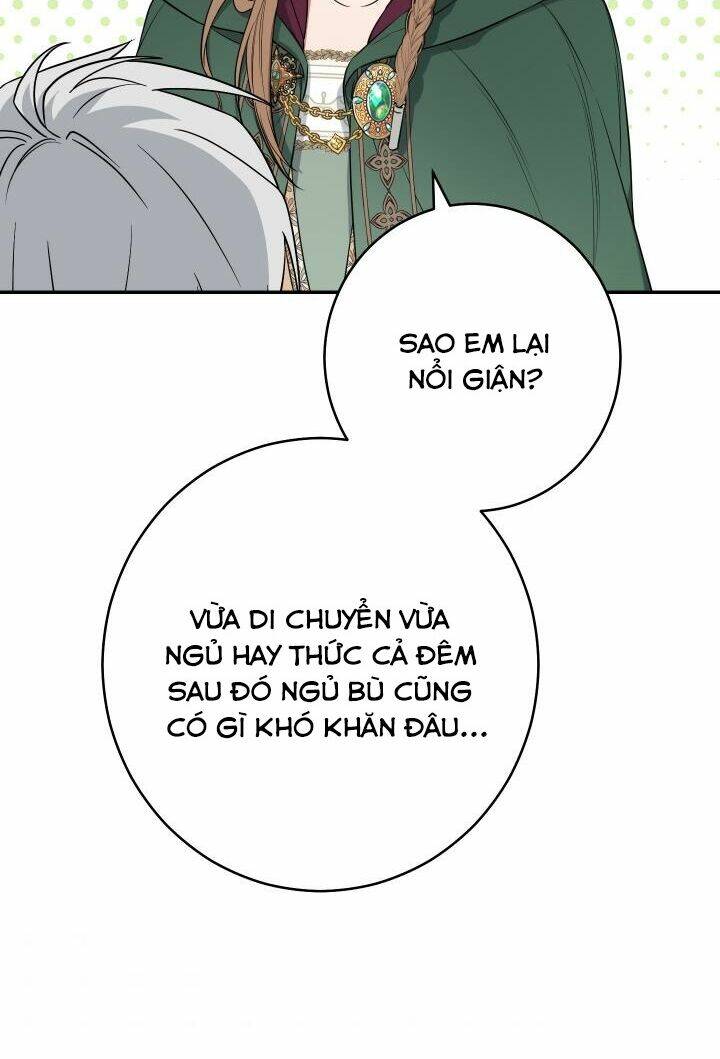 SAO EM LẠI
NỔI GIẬN?
VỪA DI CHUYỂN VỪA
NGỦ HAY THỨC CẢ ĐÊM
SAU ĐÓ NGỦ BÙ CŨNG
CÓ GÌ KHÓ KHĂN ĐÂU...